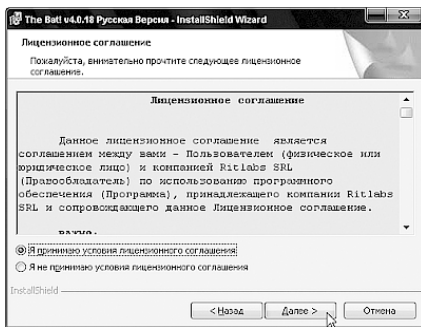 The Bat! v4.0.18 Русская Версия - InstallShield Wizard
Лицензионное соглашение
Пожалуйста, внимательно прочтите следующее лицензионное
соглашение.
Лицензионное соглашение
Данное лицензионное соглашение является
соглашением между вами - Пользователем (физическое или
юридическое лицо) и компанией Ritlabs SRL
(Правообладатель) по использованию программного
обеспечения (Программа), принадлежащего компании Ritlabs
SRL и сопровождающего данное Лицензионное соглашение.
ВАЖНО:
Я принимаю условия лицензионного соглашения
Я не принимаю условия лицензионного соглашения
InstallShield
< Назад
Далее >
Отмена